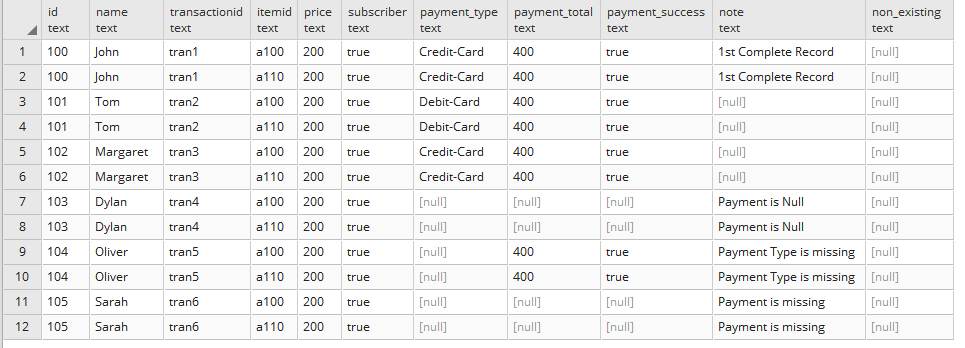 id name transactionid itemid price subscriber payment_type payment_total payment_success note non_existing
text text text text text text text text text text text
1 100 John tran1 a100 200 true Credit-Card 400 true 1st Complete Record [null]
2 100 John tran1 a110 200 true Credit-Card 400 true 1st Complete Record [null]
3 101 Tom tran2 a100 200 true Debit-Card 400 true [null] [null]
4 101 Tom tran2 a110 200 true Debit-Card 400 true [null] [null]
5 102 Margaret tran3 a100 200 true Credit-Card 400 true [null] [null]
6 102 Margaret tran3 a110 200 true Credit-Card 400 true [null] [null]
7 103 Dylan tran4 a100 200 true [null] [null] [null] Payment is Null [null]
8 103 Dylan tran4 a110 200 true [null] [null] [null] Payment is Null [null]
9 104 Oliver tran5 a100 200 true [null] 400 true Payment Type is missing [null]
10 104 Oliver tran5 a110 200 true [null] 400 true Payment Type is missing [null]
11 105 Sarah tran6 a100 200 true [null] [null] [null] Payment is missing [null]
12 105 Sarah tran6 a110 200 true [null] [null] [null] Payment is missing [null]